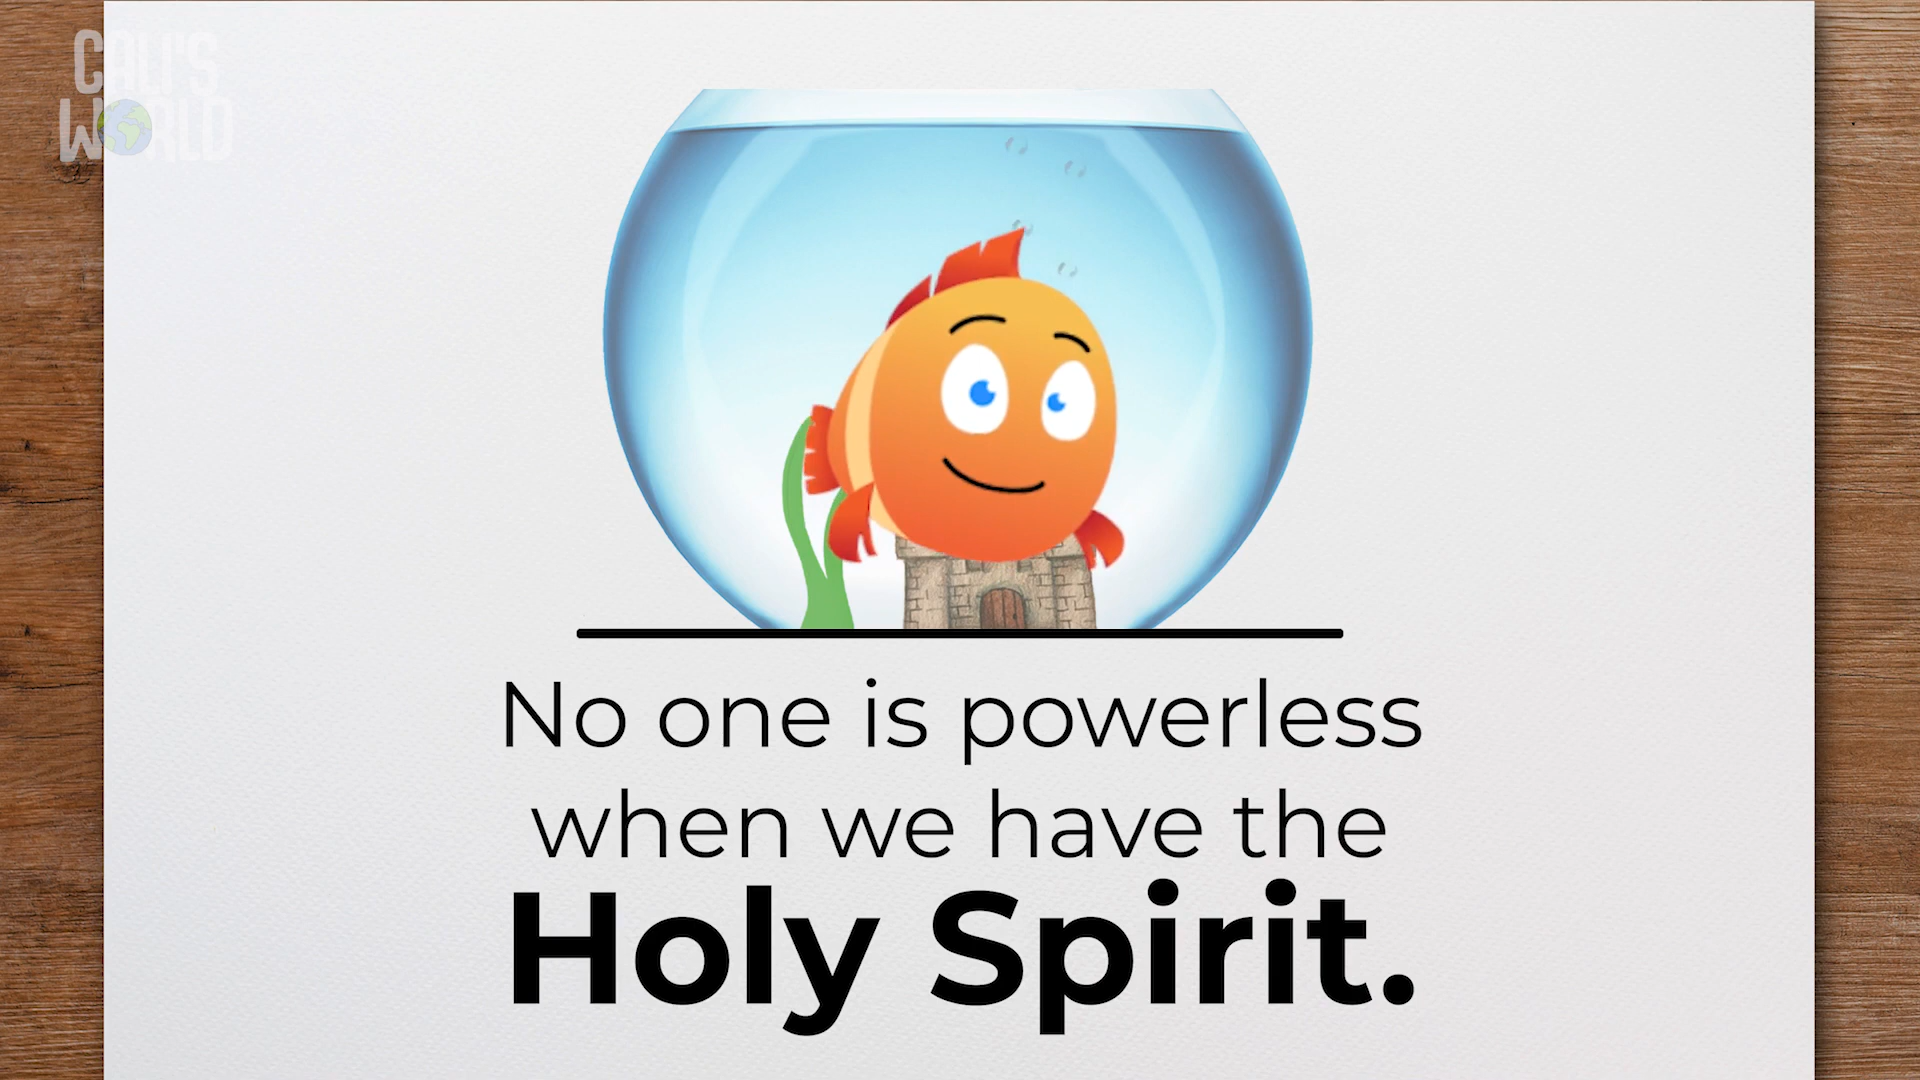 CALI'S
WORLD
No one is powerless
when we have the
Holy Spirit.